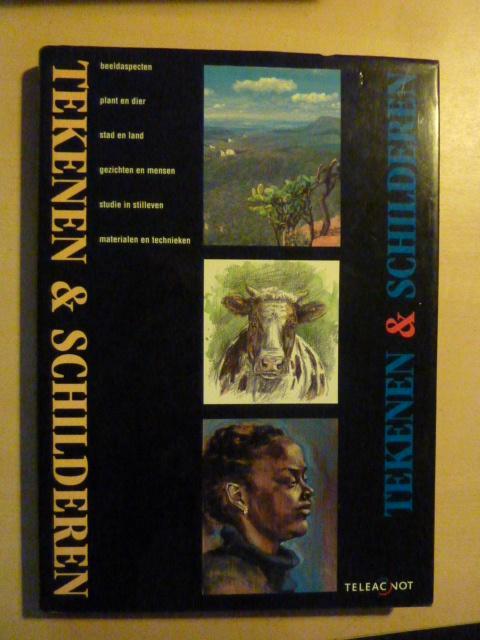 TEKENEN & SCHILDEREN
beeldaspecten
plant en dier
stad en land
gezichten en mensen
studie in stilleven
materialen en technieken
TEKENEN & SCHILDEREN
TELEAC NOT